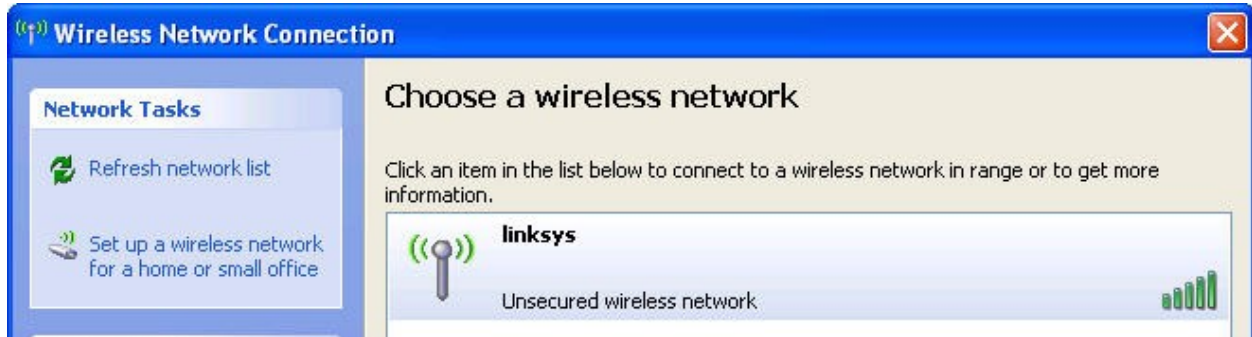 Wireless Network Connection
Network Tasks
Refresh network list
Set up a wireless network
for a home or small office
Choose a wireless network
Click an item in the list below to connect to a wireless network in range or to get more
information.
linksys
Unsecured wireless network